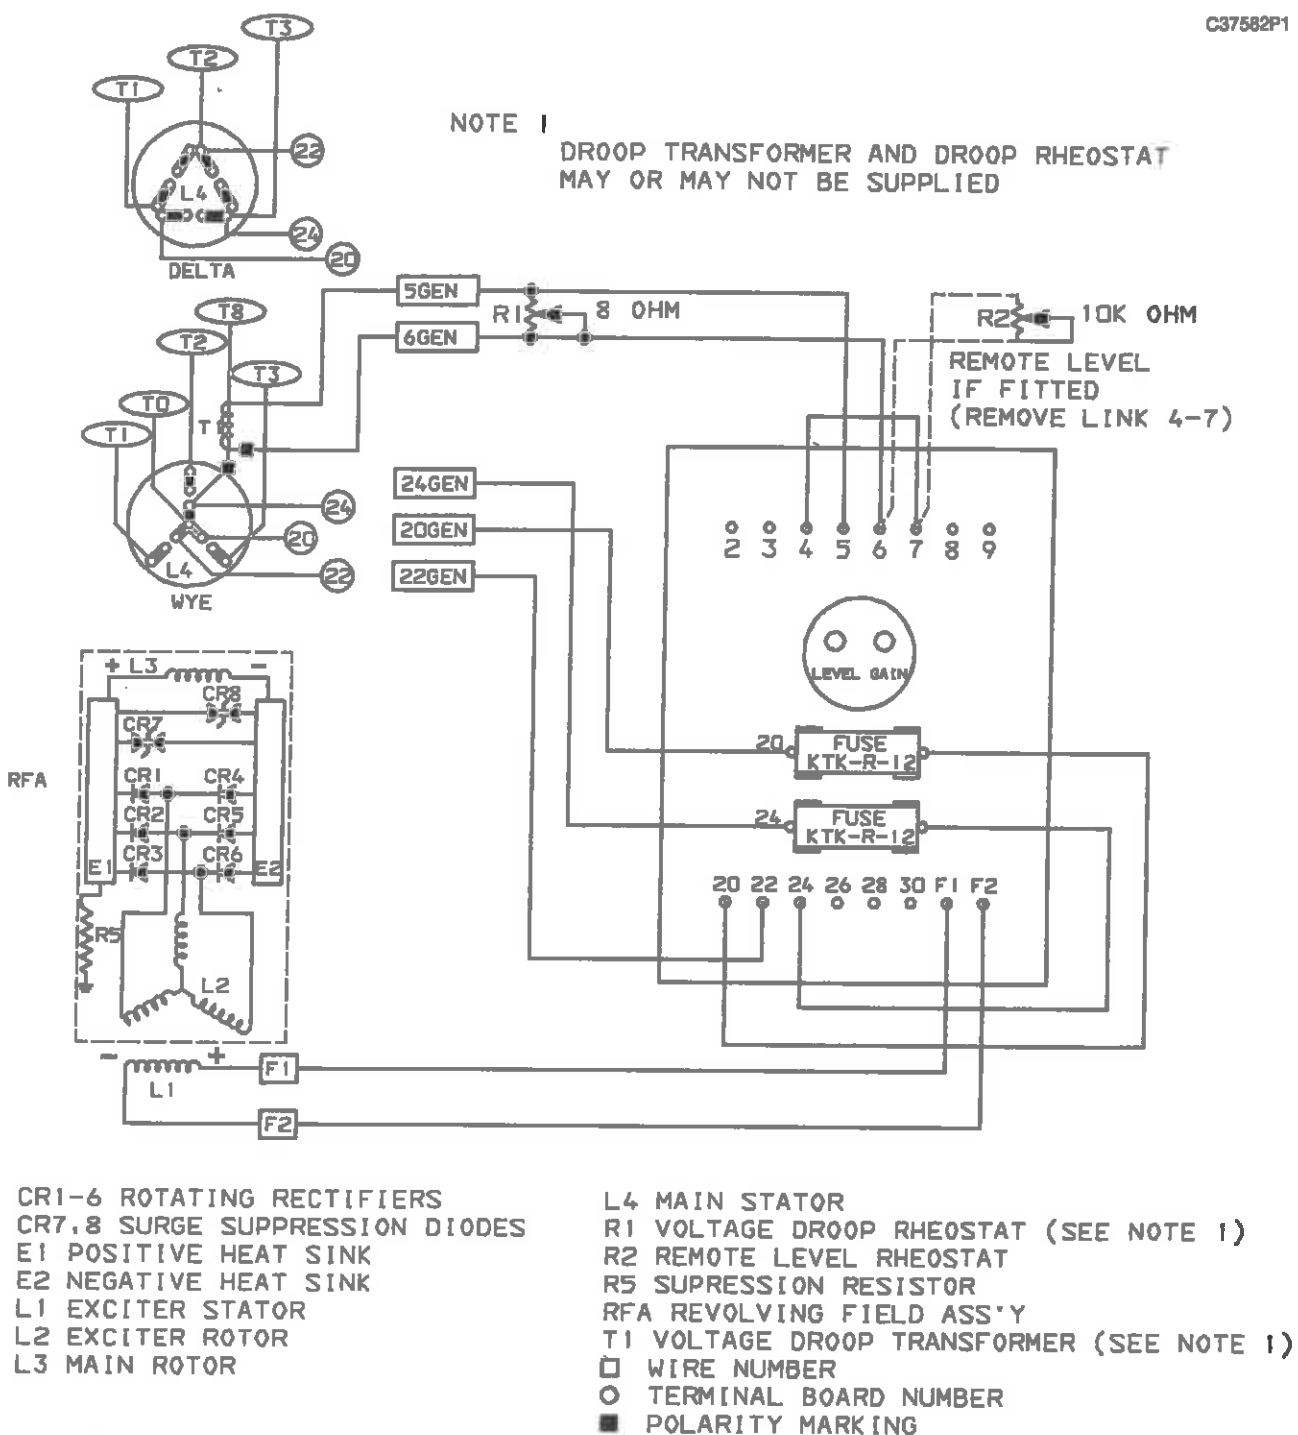 C37582P1
T3
T2
T1
NOTE 1
DROOP TRANSFORMER AND DROOP RHEOSTAT
MAY OR MAY NOT BE SUPPLIED
22
L4
24
20
DELTA
5GEN
R1
8 OHM
6GEN
R2
10K OHM
REMOTE LEVEL
IF FITTED
(REMOVE LINK 4-7)
T8
T2
T3
T0
T1
T1
24
20
22
L4
WYE
24GEN
20GEN
22GEN
2 3 4 5 6 7 8 9
LEVEL GAIN
20
FUSE
KTK-R-12
24
FUSE
KTK-R-12
20 22 24 26 28 30 F1 F2
RFA
+ L3 -
CR8
CR7
CR1 CR4
CR2 CR5
CR3 CR6
E1 E2
R5
L2
- +
L1
F1
F2
CR1-6 ROTATING RECTIFIERS
CR7,8 SURGE SUPPRESSION DIODES
E1 POSITIVE HEAT SINK
E2 NEGATIVE HEAT SINK
L1 EXCITER STATOR
L2 EXCITER ROTOR
L3 MAIN ROTOR
L4 MAIN STATOR
R1 VOLTAGE DROOP RHEOSTAT (SEE NOTE 1)
R2 REMOTE LEVEL RHEOSTAT
R5 SUPRESSION RESISTOR
RFA REVOLVING FIELD ASS'Y
T1 VOLTAGE DROOP TRANSFORMER (SEE NOTE 1)
□ WIRE NUMBER
○ TERMINAL BOARD NUMBER
■ POLARITY MARKING